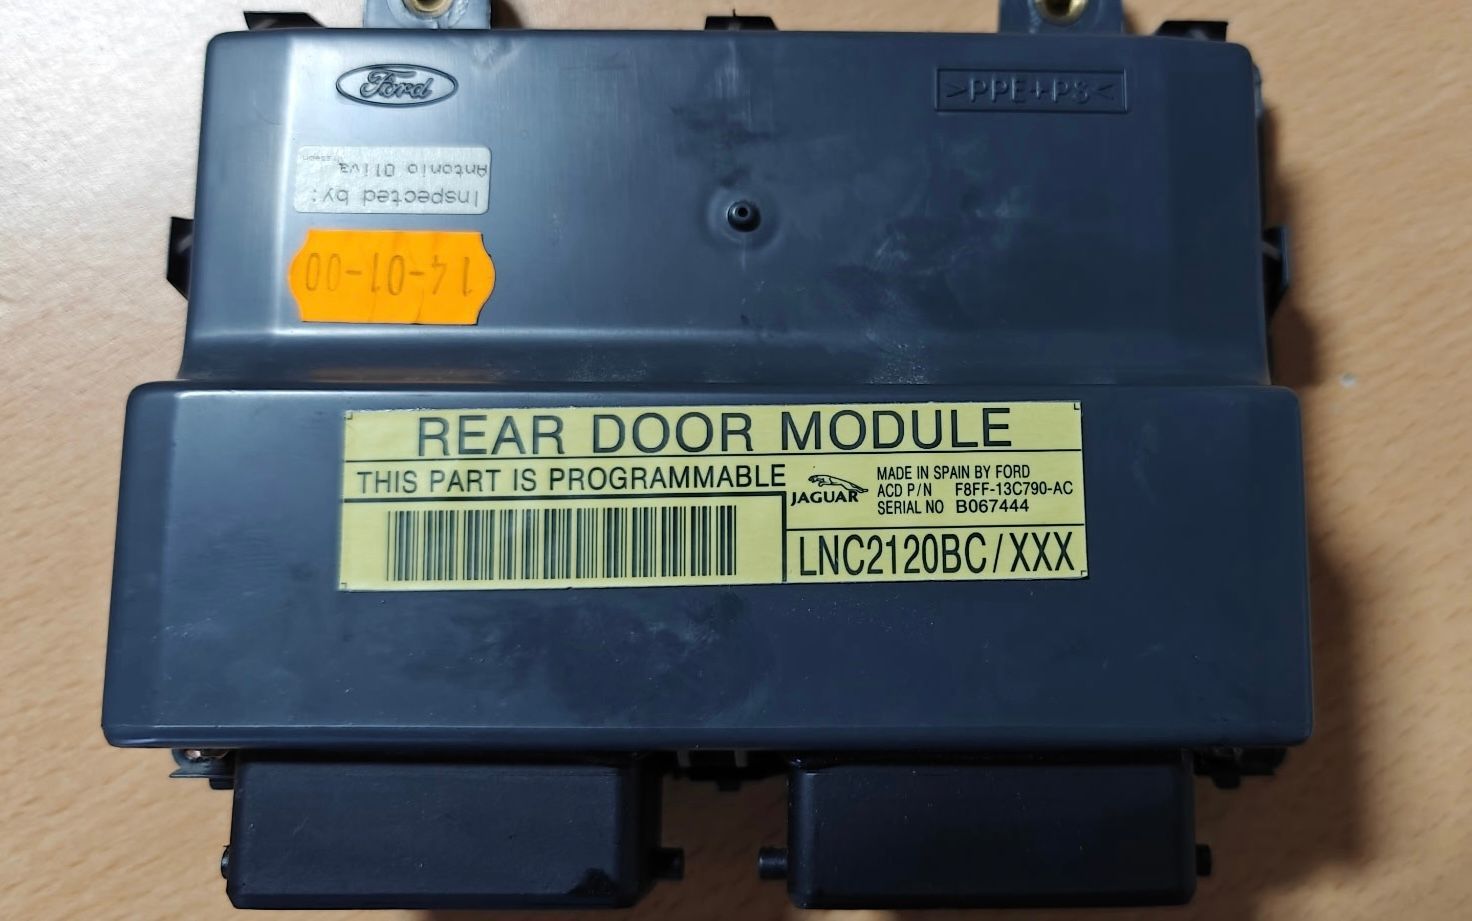 Ford
>PPE+PS<
Inspected by:
Antonio Oliva
14-01-00
REAR DOOR MODULE
THIS PART IS PROGRAMMABLE
JAGUAR
MADE IN SPAIN BY FORD
ACD P/N F8FF-13C790-AC
SERIAL NO B067444
LNC2120BC/XXX